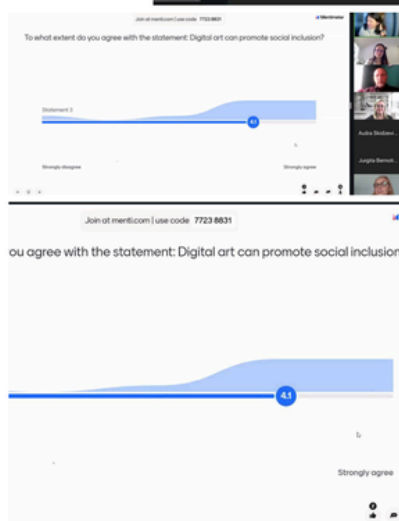 Join at menti.com | use code 7723 8831
Mentimeter
To what extent do you agree with the statement: Digital art can promote social inclusion?
Statement 3
4.1
Strongly disagree
Strongly agree
Join at menti.com | use code 7723 8831
ou agree with the statement: Digital art can promote social inclusion
4.1
Strongly agree